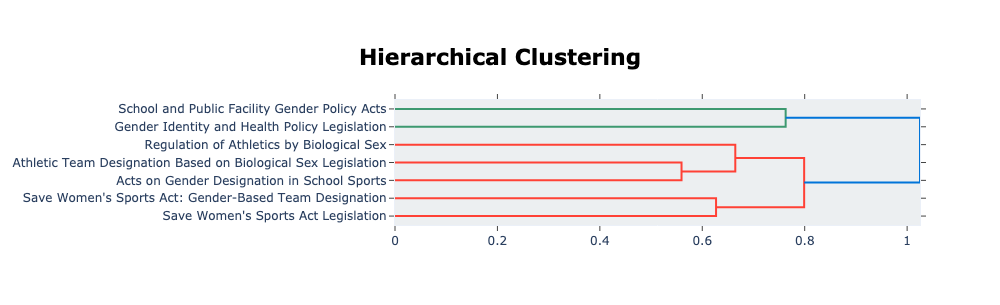 Hierarchical Clustering
School and Public Facility Gender Policy Acts
Gender Identity and Health Policy Legislation
Regulation of Athletics by Biological Sex
Athletic Team Designation Based on Biological Sex Legislation
Acts on Gender Designation in School Sports
Save Women's Sports Act: Gender-Based Team Designation
Save Women's Sports Act Legislation
0 0.2 0.4 0.6 0.8 1